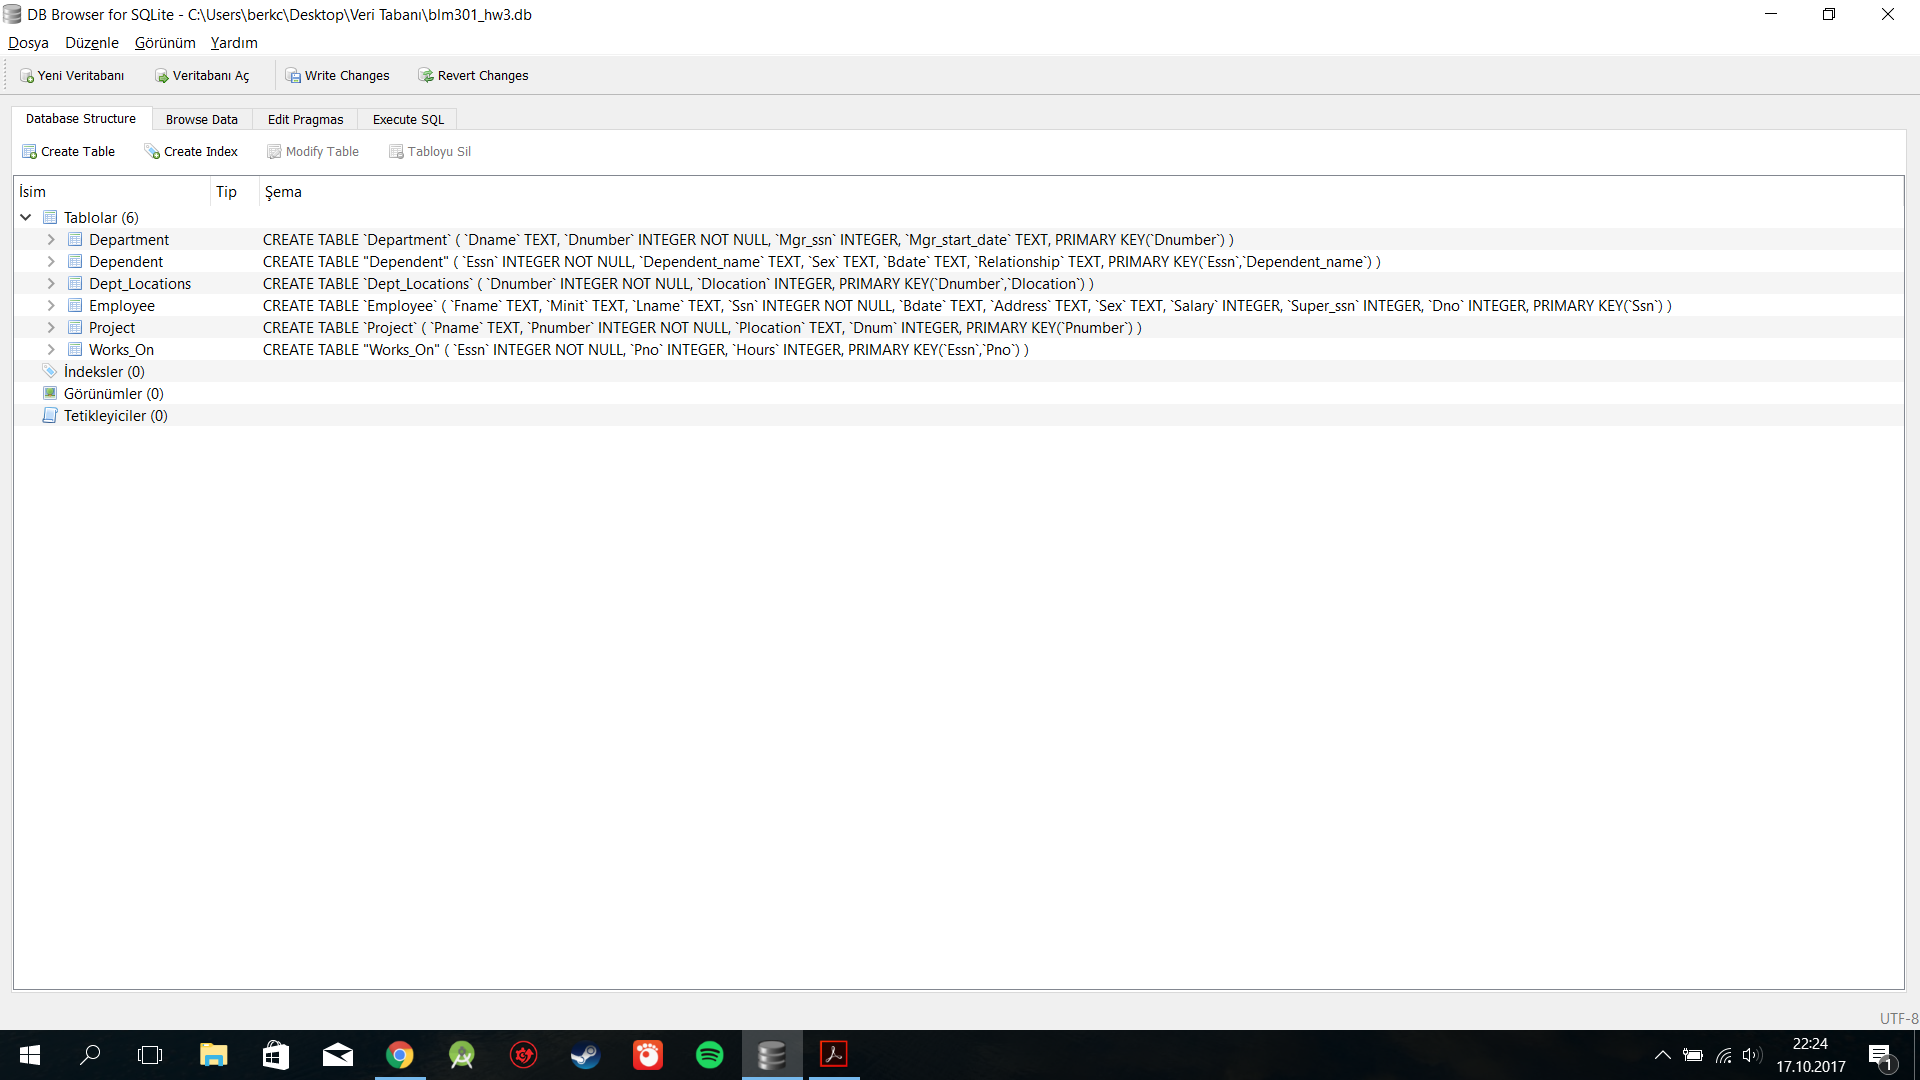 DB Browser for SQLite - C:\Users\berkc\Desktop\Veri Tabanı\blm301_hw3.db
Dosya Düzenle Görünüm Yardım
Yeni Veritabanı Veritabanı Aç Write Changes Revert Changes
Database Structure Browse Data Edit Pragmas Execute SQL
Create Table Create Index Modify Table Tabloyu Sil
İsim Tip Şema
Tablolar (6)
Department CREATE TABLE `Department` ( `Dname` TEXT, `Dnumber` INTEGER NOT NULL, `Mgr_ssn` INTEGER, `Mgr_start_date` TEXT, PRIMARY KEY(`Dnumber`) )
Dependent CREATE TABLE "Dependent" ( `Essn` INTEGER NOT NULL, `Dependent_name` TEXT, `Sex` TEXT, `Bdate` TEXT, `Relationship` TEXT, PRIMARY KEY(`Essn`,`Dependent_name`) )
Dept_Locations CREATE TABLE `Dept_Locations` ( `Dnumber` INTEGER NOT NULL, `Dlocation` INTEGER, PRIMARY KEY(`Dnumber`,`Dlocation`) )
Employee CREATE TABLE `Employee` ( `Fname` TEXT, `Minit` TEXT, `Lname` TEXT, `Ssn` INTEGER NOT NULL, `Bdate` TEXT, `Address` TEXT, `Sex` TEXT, `Salary` INTEGER, `Super_ssn` INTEGER, `Dno` INTEGER, PRIMARY KEY(`Ssn`) )
Project CREATE TABLE `Project` ( `Pname` TEXT, `Pnumber` INTEGER NOT NULL, `Plocation` TEXT, `Dnum` INTEGER, PRIMARY KEY(`Pnumber`) )
Works_On CREATE TABLE "Works_On" ( `Essn` INTEGER NOT NULL, `Pno` INTEGER, `Hours` INTEGER, PRIMARY KEY(`Essn`,`Pno`) )
İndeksler (0)
Görünümler (0)
Tetikleyiciler (0)
UTF-8
22:24
17.10.2017
1